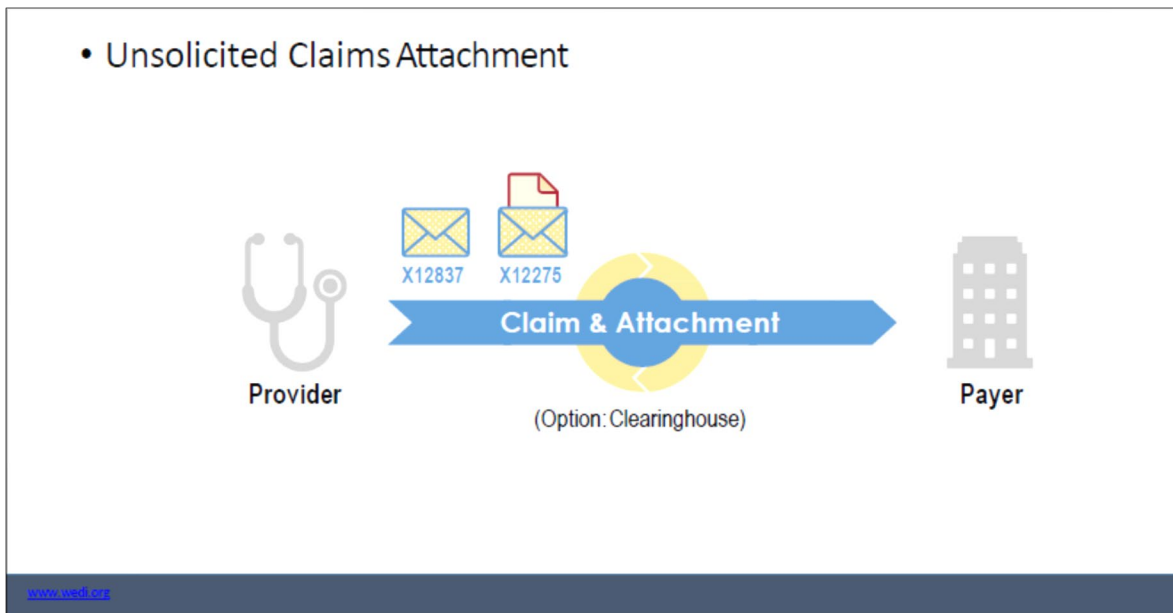 • Unsolicited Claims Attachment
X12837 X12275
Claim & Attachment
Provider
Payer
(Option: Clearinghouse)
www.wedi.org